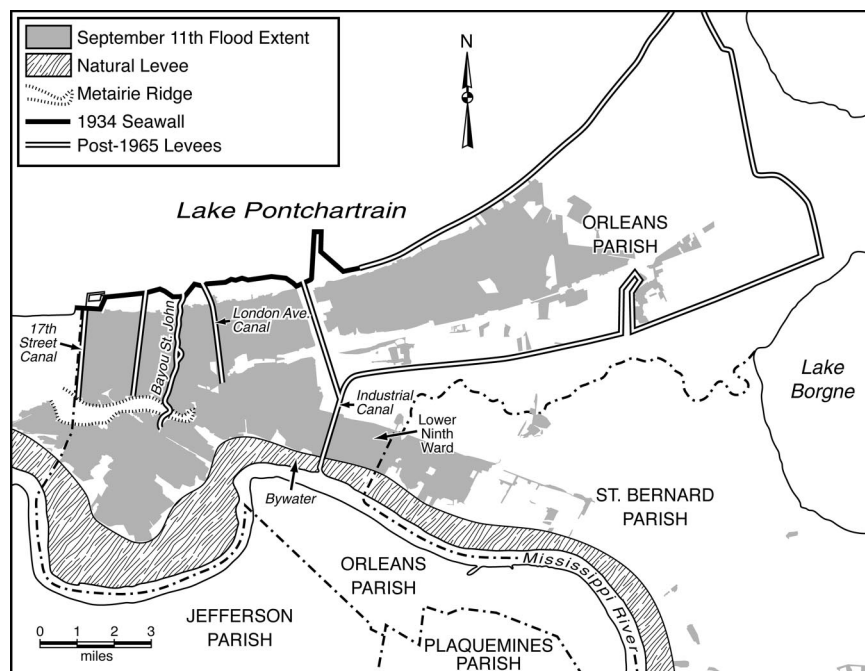 September 11th Flood Extent
Natural Levee
Metairie Ridge
1934 Seawall
Post-1965 Levees
N
Lake Pontchartrain
ORLEANS
PARISH
17th
Street
Canal
Bayou St. John
London Ave.
Canal
Industrial
Canal
Lower
Ninth
Ward
Lake
Borgne
Bywater
ST. BERNARD
PARISH
ORLEANS
PARISH
Mississippi River
JEFFERSON
PARISH
PLAQUEMINES
PARISH
0 1 2 3
miles